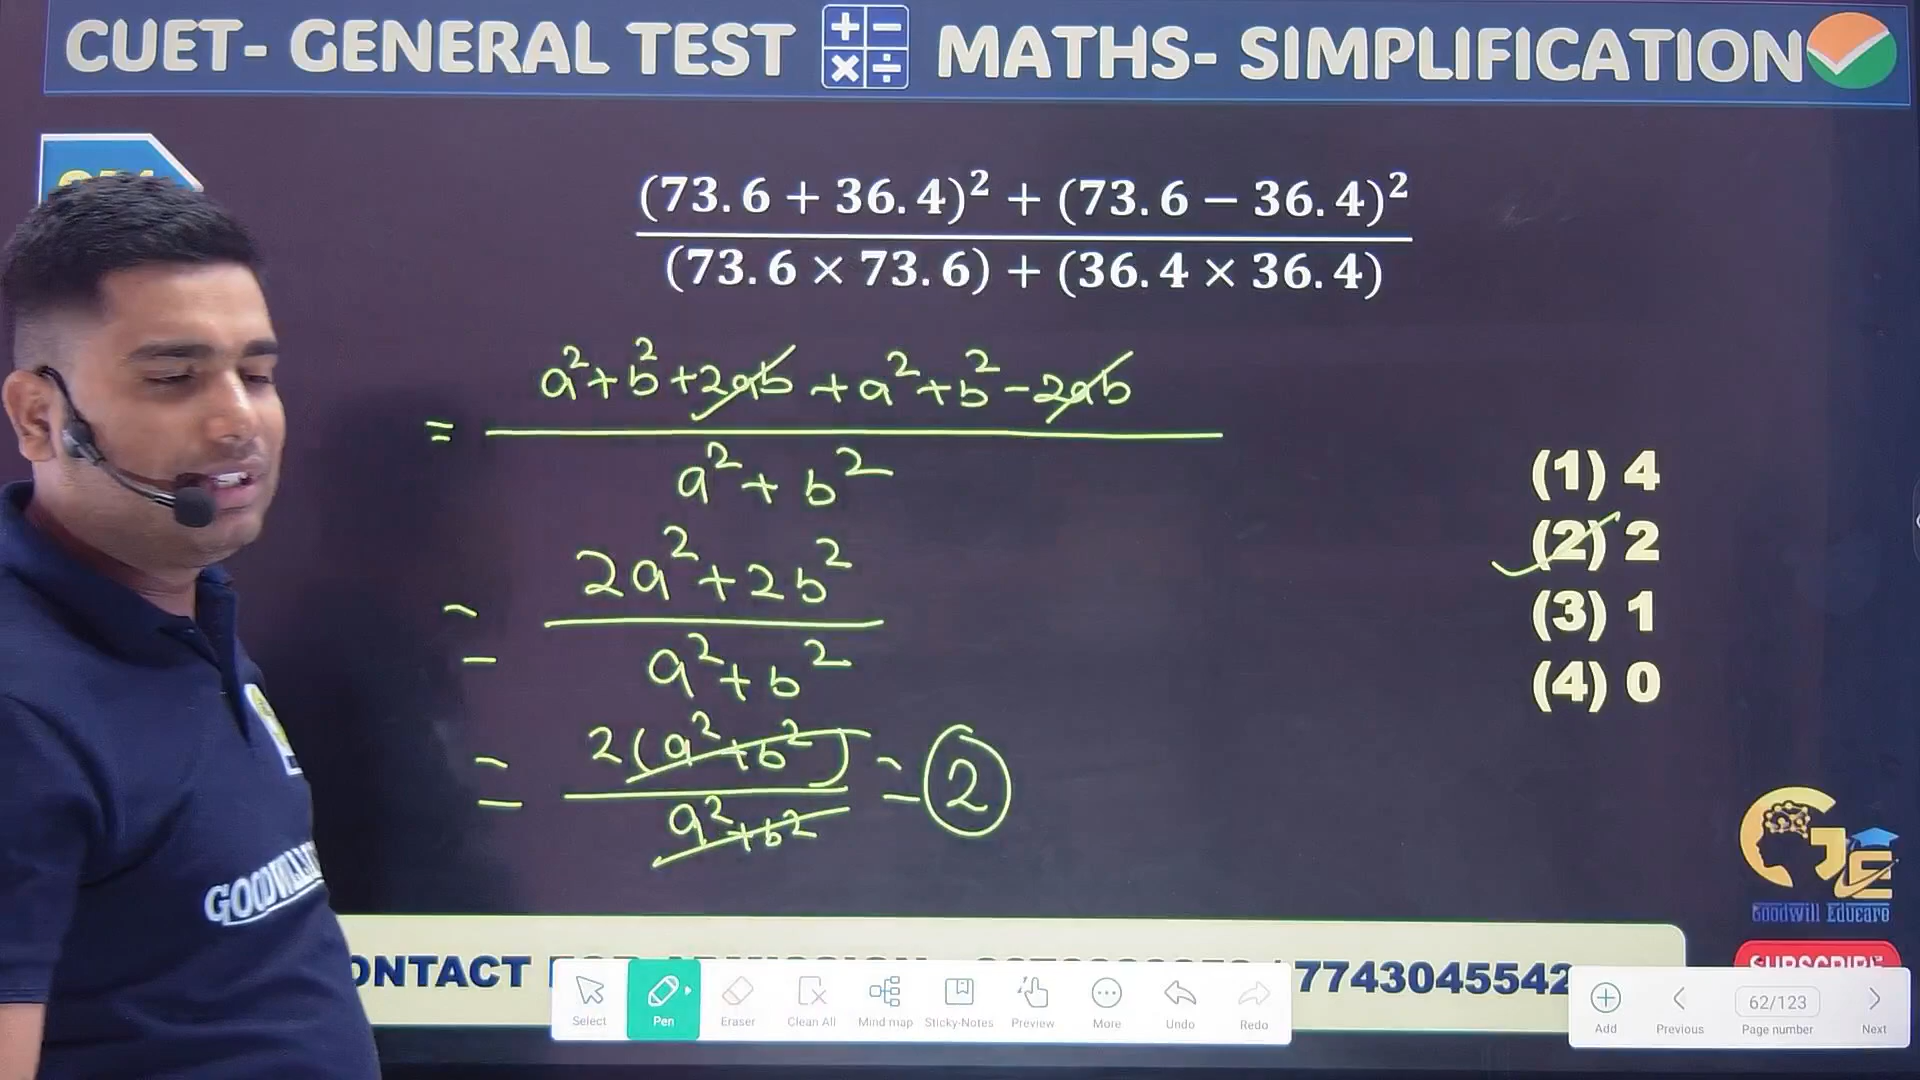 CUET- GENERAL TEST + − × ÷ MATHS- SIMPLIFICATION
(73.6 + 36.4)² + (73.6 − 36.4)²
(73.6 × 73.6) + (36.4 × 36.4)
= a² + b² + 2ab + a² + b² − 2ab
a² + b²
= 2a² + 2b²
a² + b²
= 2(a² + b²) = 2
a² + b²
(1) 4
(2) 2
(3) 1
(4) 0
GJE
Goodwill Educare
SUBSCRIBE
7743045542
Select
Pen
Eraser
Clean All
Mind map
Sticky-Notes
Preview
More
Undo
Redo
Add
Previous
62/123
Page number
Next